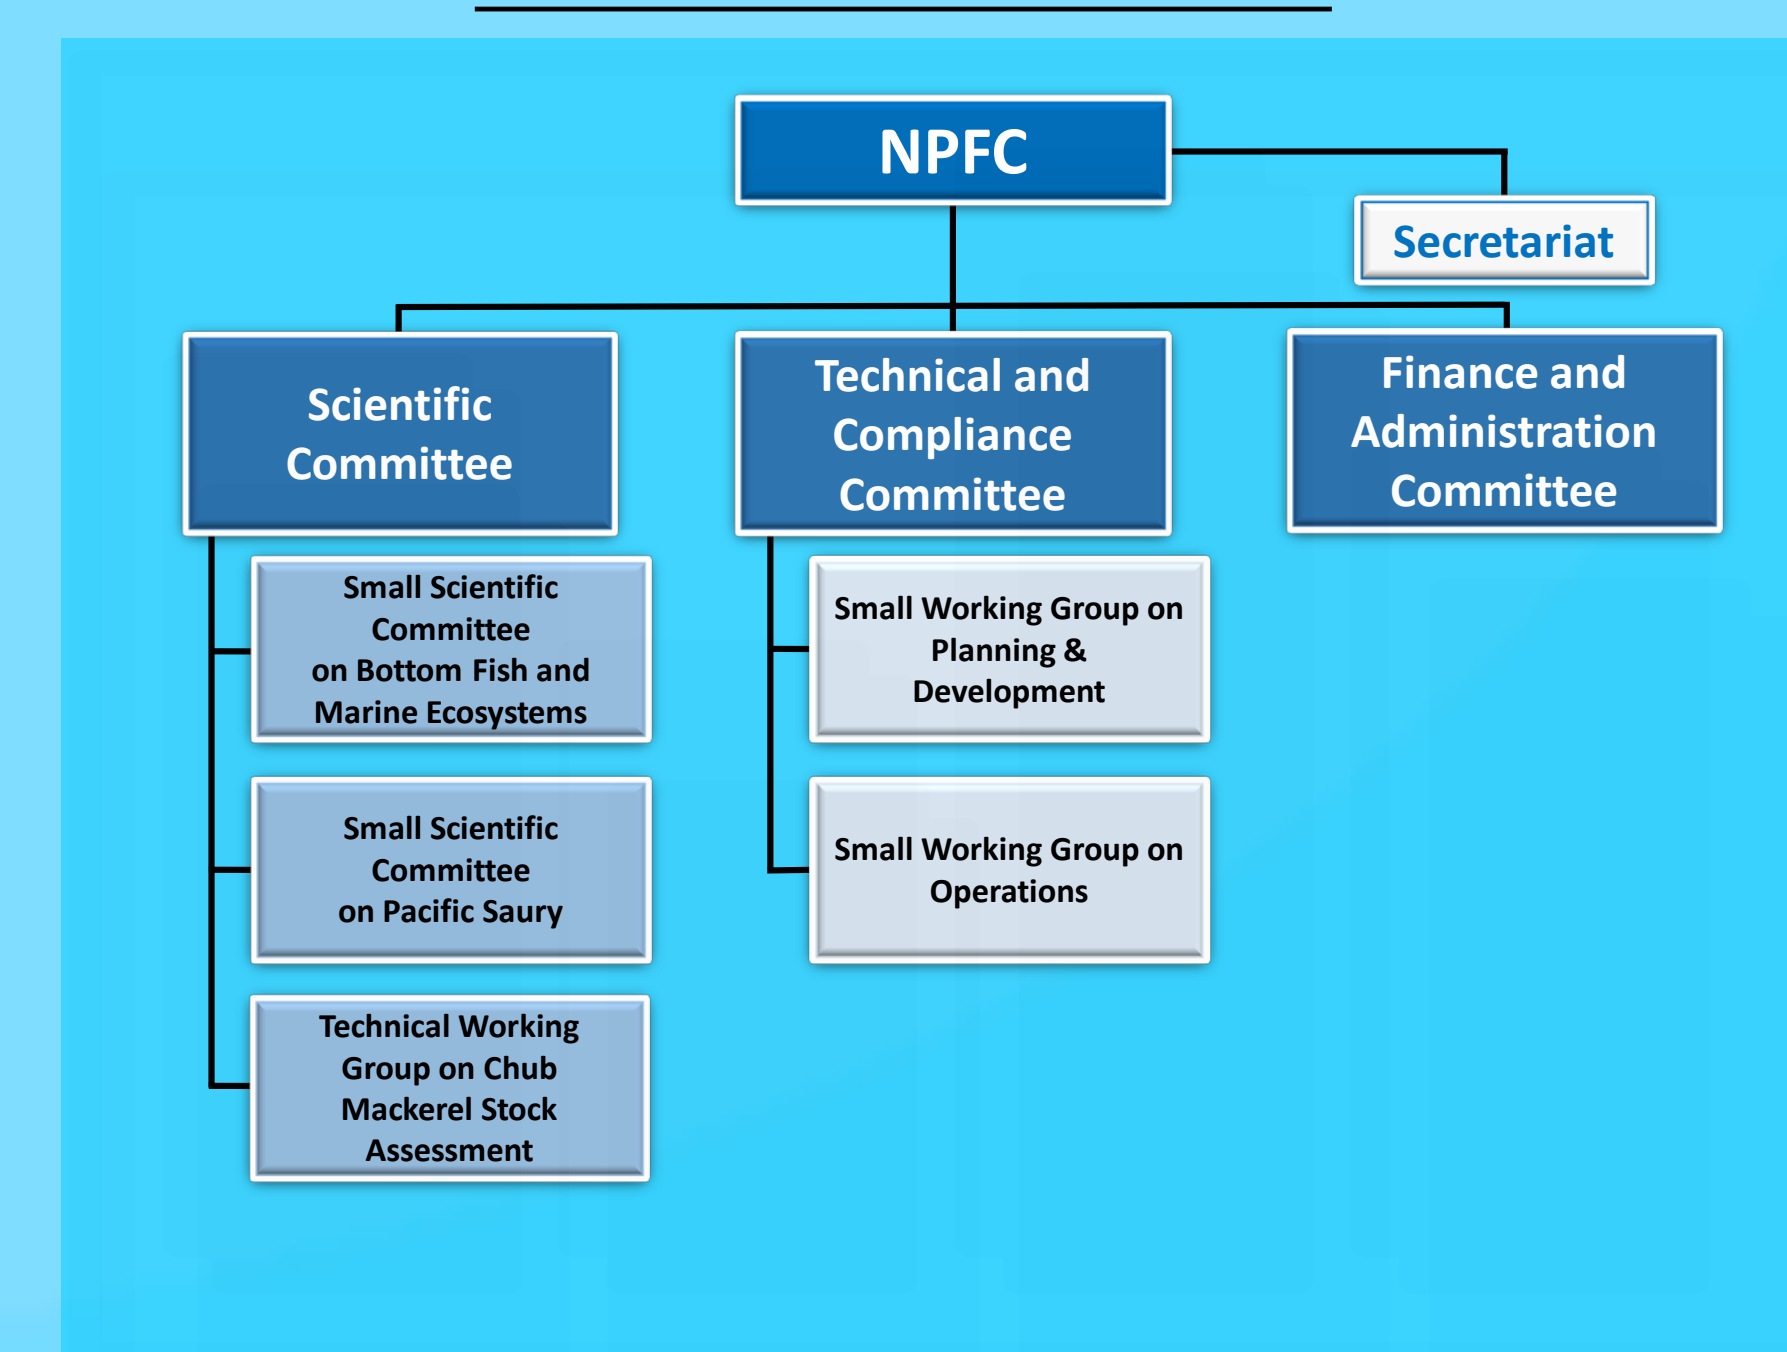 NPFC
Secretariat
Scientific
Committee
Technical and
Compliance
Committee
Finance and
Administration
Committee
Small Scientific
Committee
on Bottom Fish and
Marine Ecosystems
Small Scientific
Committee
on Pacific Saury
Technical Working
Group on Chub
Mackerel Stock
Assessment
Small Working Group on
Planning &
Development
Small Working Group on
Operations